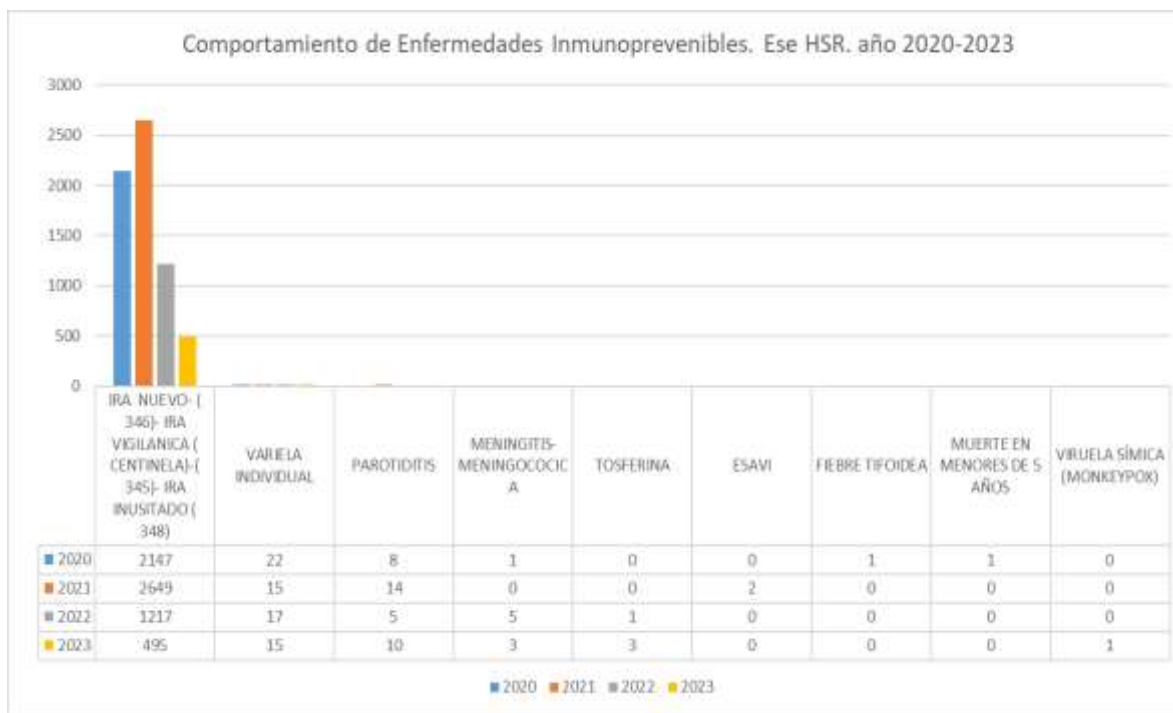 Comportamiento de Enfermedades Inmunoprevenibles. Ese HSR. año 2020-2023
3000
2500
2000
1500
1000
500
0
IRA NUEVO- (
346)- IRA
VIGILANICA (
CENTINELA)-(
345)- IRA
INUSITADO (
348)
VARIELA
INDIVIDUAL
PAROTIDITIS
MENINGITIS-
MENINGOCOCIC
A
TOSFERINA
ESAVI
FIEBRE TIFOIDEA
MUERTE EN
MENORES DE 5
AÑOS
VIRUELA SÍMICA
(MONKEYPOX)
2020 2147 22 8 1 0 0 1 1 0
2021 2649 15 14 0 0 2 0 0 0
2022 1217 17 5 5 1 0 0 0 0
2023 495 15 10 3 3 0 0 0 1
2020 2021 2022 2023